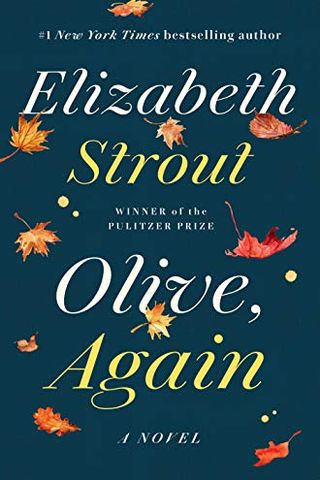 #1 New York Times bestselling author
Elizabeth
Strout
WINNER of the
PULITZER PRIZE
Olive,
Again
A NOVEL